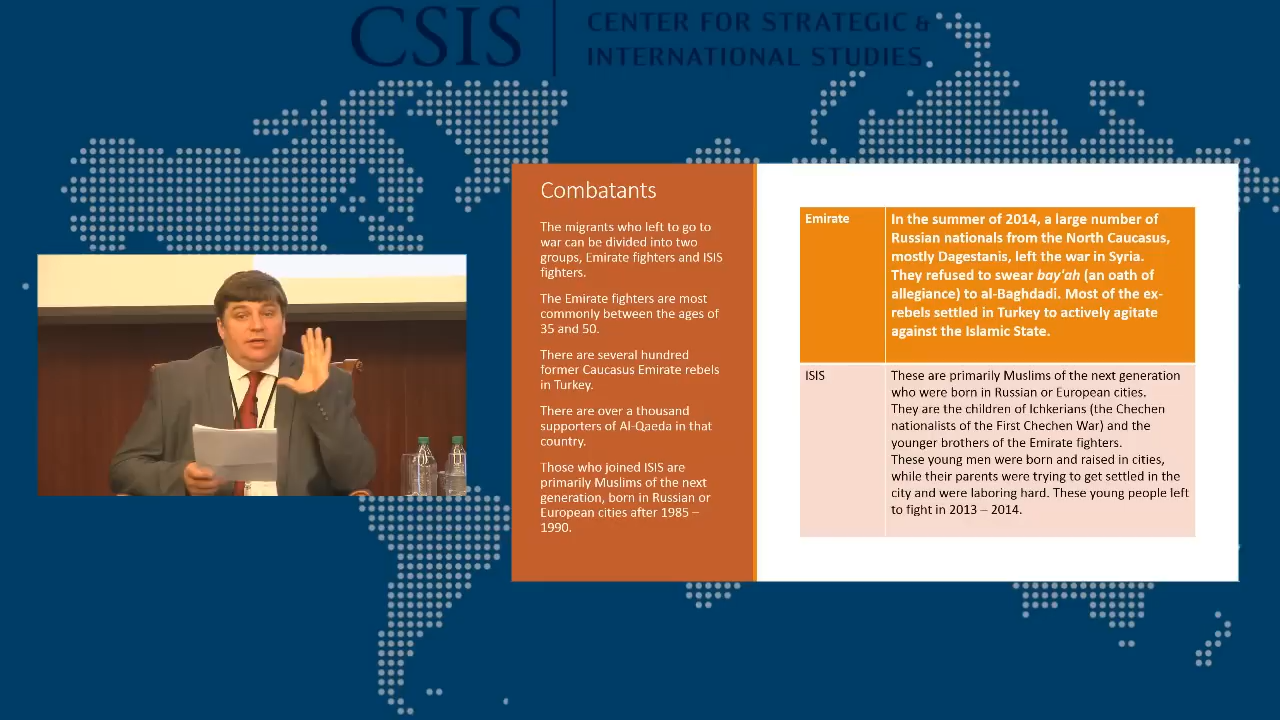 CSIS
CENTER FOR STRATEGIC &
INTERNATIONAL STUDIES
Combatants
The migrants who left to go to
war can be divided into two
groups, Emirate fighters and ISIS
fighters.
The Emirate fighters are most
commonly between the ages of
35 and 50.
There are several hundred
former Caucasus Emirate rebels
in Turkey.
There are over a thousand
supporters of Al-Qaeda in that
country.
Those who joined ISIS are
primarily Muslims of the next
generation, born in Russian or
European cities after 1985 –
1990.
Emirate
In the summer of 2014, a large number of
Russian nationals from the North Caucasus,
mostly Dagestanis, left the war in Syria.
They refused to swear bay'ah (an oath of
allegiance) to al-Baghdadi. Most of the ex-
rebels settled in Turkey to actively agitate
against the Islamic State.
ISIS
These are primarily Muslims of the next generation
who were born in Russian or European cities.
They are the children of Ichkerians (the Chechen
nationalists of the First Chechen War) and the
younger brothers of the Emirate fighters.
These young men were born and raised in cities,
while their parents were trying to get settled in the
city and were laboring hard. These young people left
to fight in 2013 – 2014.